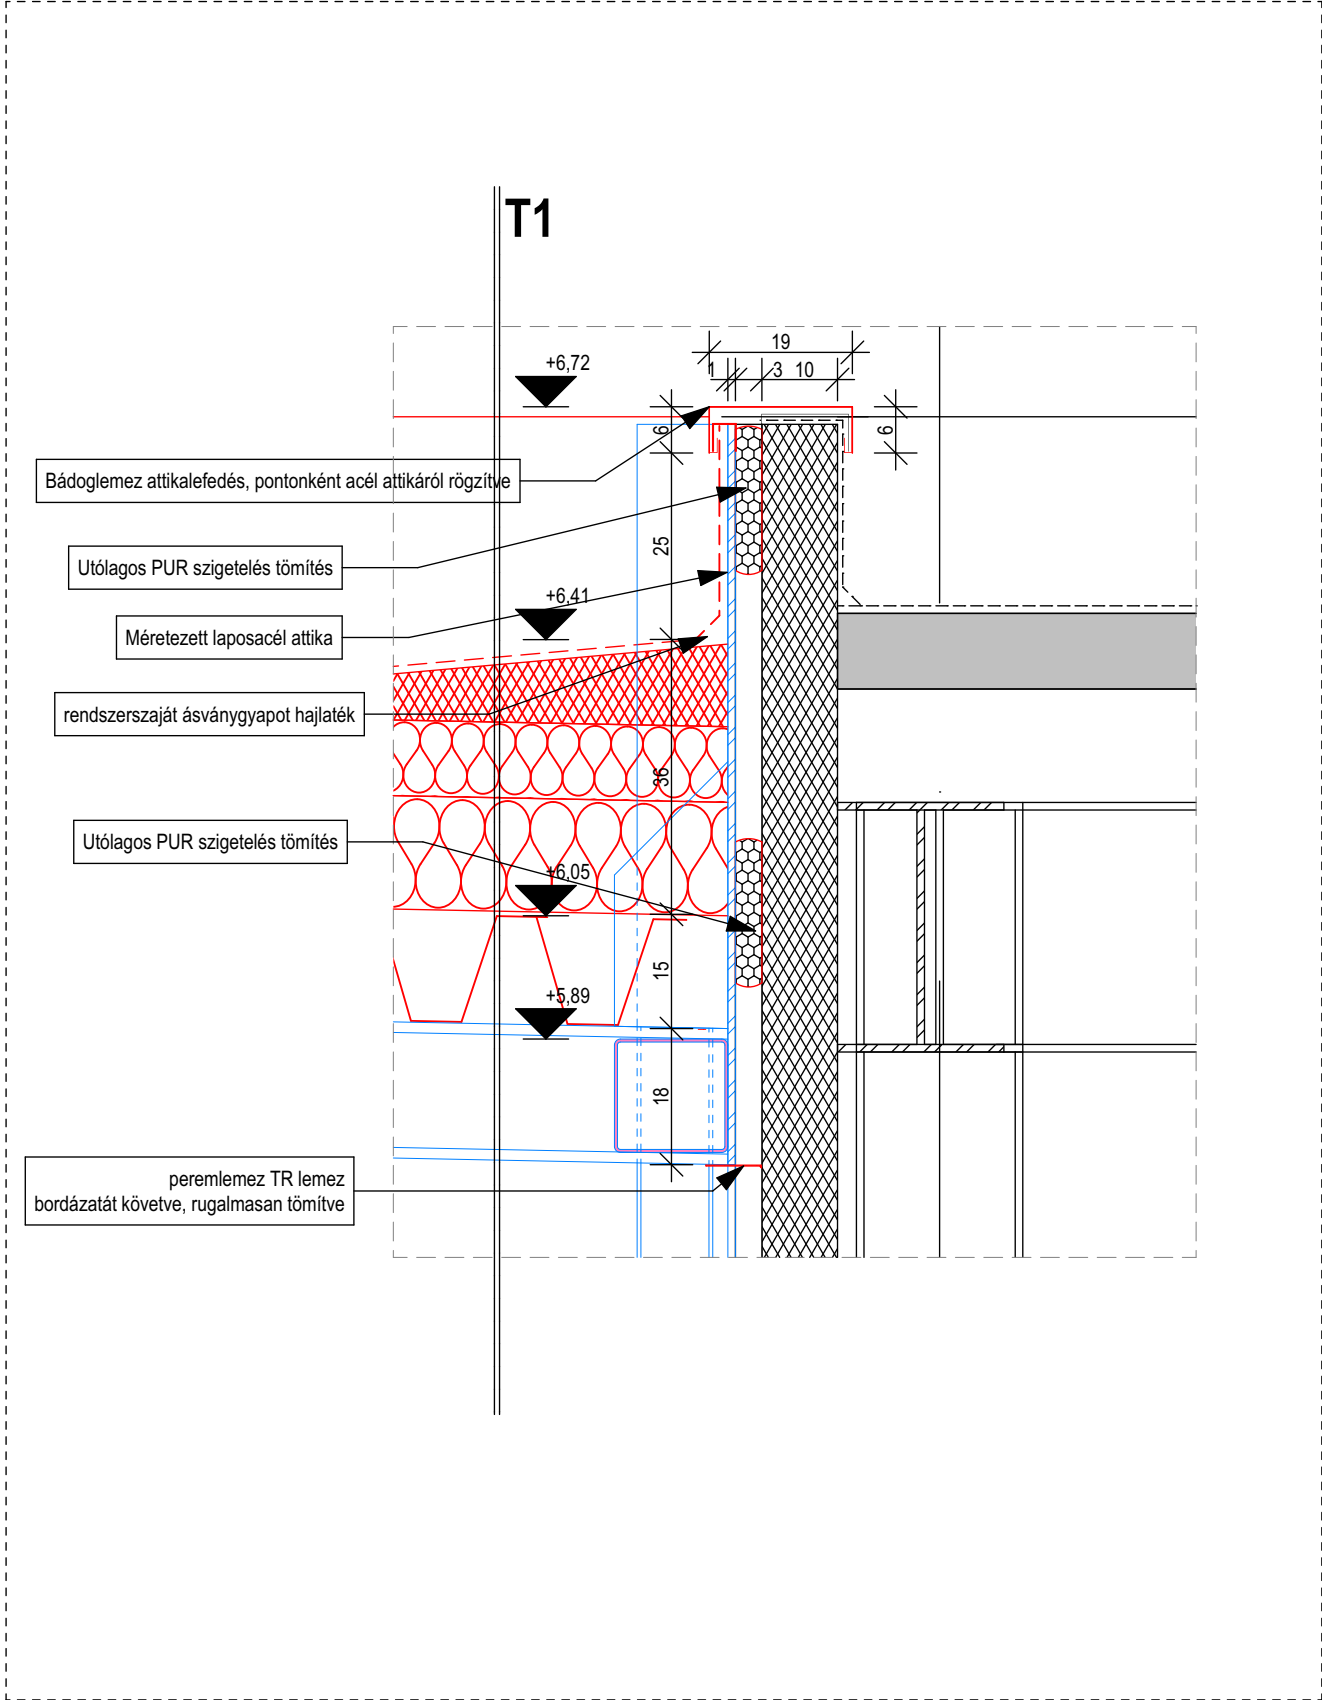 T1
19
1
3
10
+6,72
6
6
Bádoglemez attikalefedés, pontonként acél attikáról rögzítve
25
Utólagos PUR szigetelés tömítés
+6,41
Méretezett laposacél attika
rendszerszaját ásványgyapot hajlaték
36
Utólagos PUR szigetelés tömítés
+6,05
15
+5,89
18
peremlemez TR lemez
bordázatát követve, rugalmasan tömítve